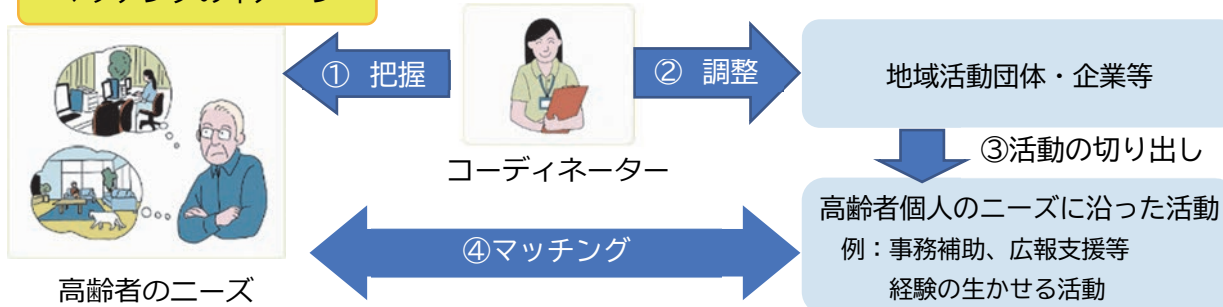 ① 把握
② 調整
地域活動団体・企業等
コーディネーター
③活動の切り出し
高齢者個人のニーズに沿った活動
例：事務補助、広報支援等
経験の生かせる活動
④マッチング
高齢者のニーズ